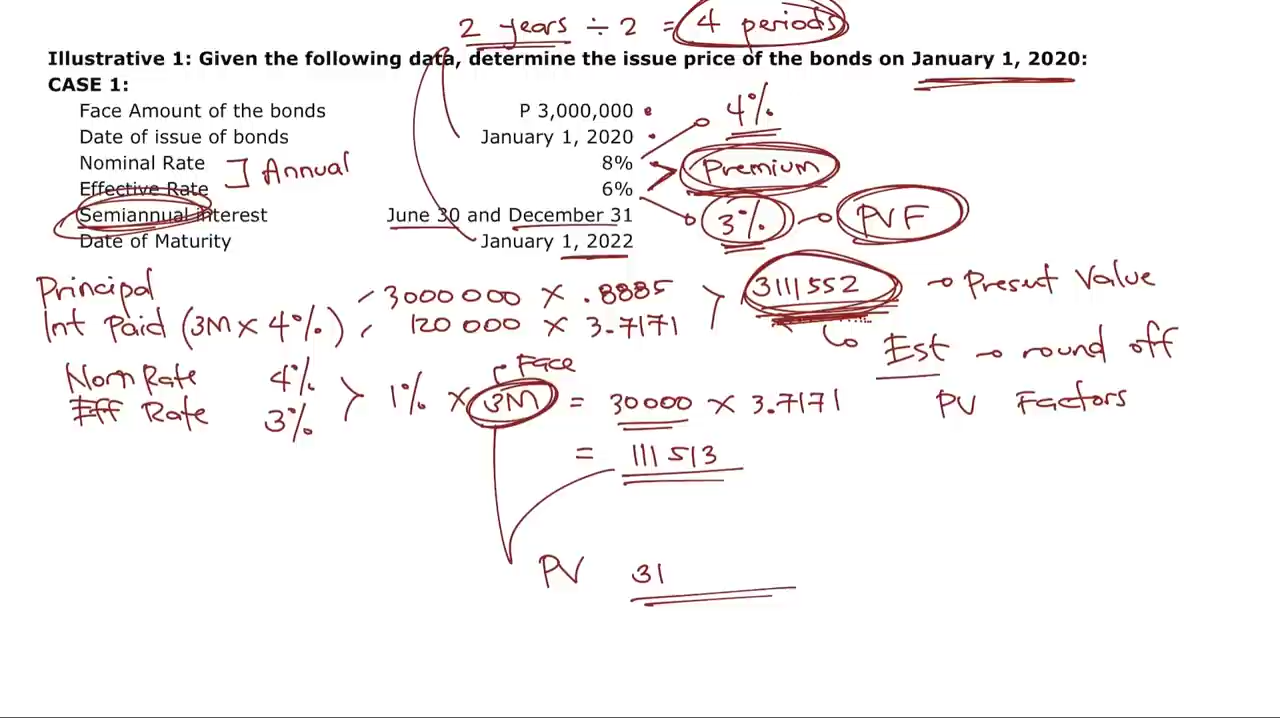 2 years ÷ 2 = 4 periods
Illustrative 1: Given the following data, determine the issue price of the bonds on January 1, 2020:
CASE 1:
Face Amount of the bonds P 3,000,000
4%
Date of issue of bonds January 1, 2020
Nominal Rate 8%
] Annual
Premium
Effective Rate 6%
Semiannual interest June 30 and December 31
3% PVF
Date of Maturity January 1, 2022
Principal 3000000 × .8885
3111552 → Present Value
Int Paid (3M × 4%) 120 000 × 3.7171
Est → round off
PV Factors
Face
Nom Rate 4%
1% × 3M = 30000 × 3.7171
Eff Rate 3%
= 111513
PV 31